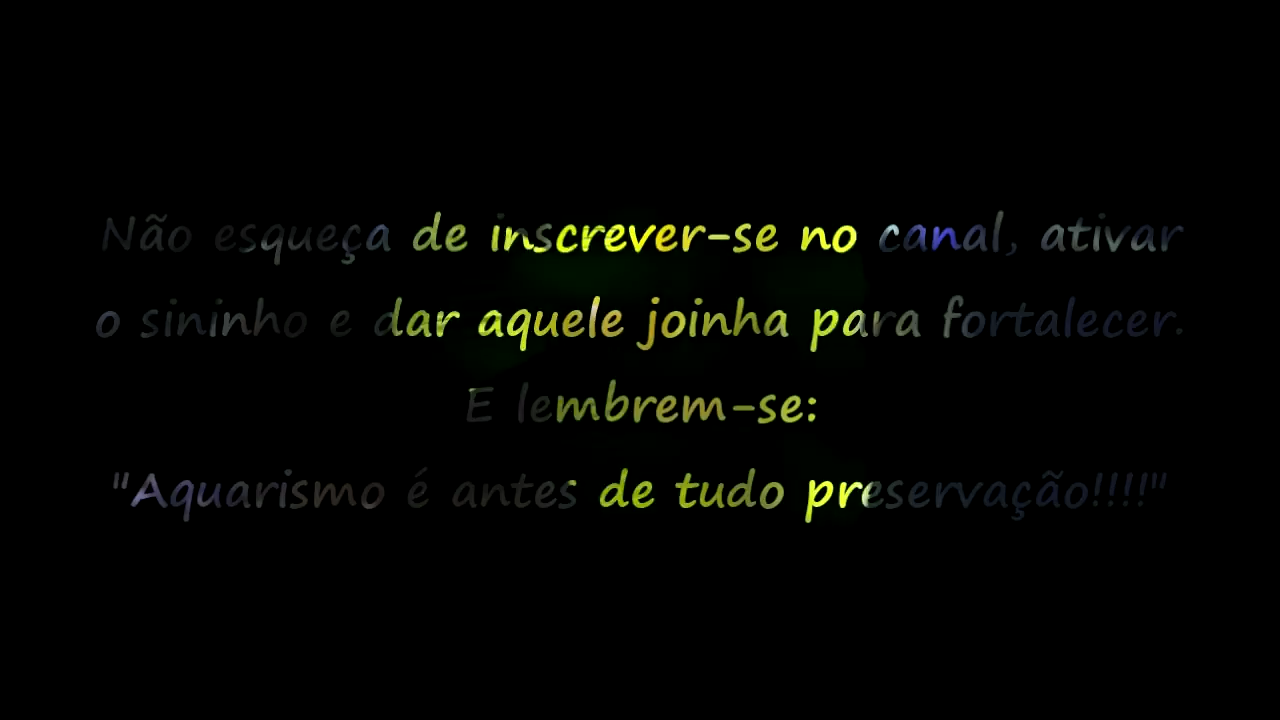 Não esqueça de inscrever-se no canal, ativar
o sininho e dar aquele joinha para fortalecer.
E lembrem-se:
"Aquarismo é antes de tudo preservação!!!!"